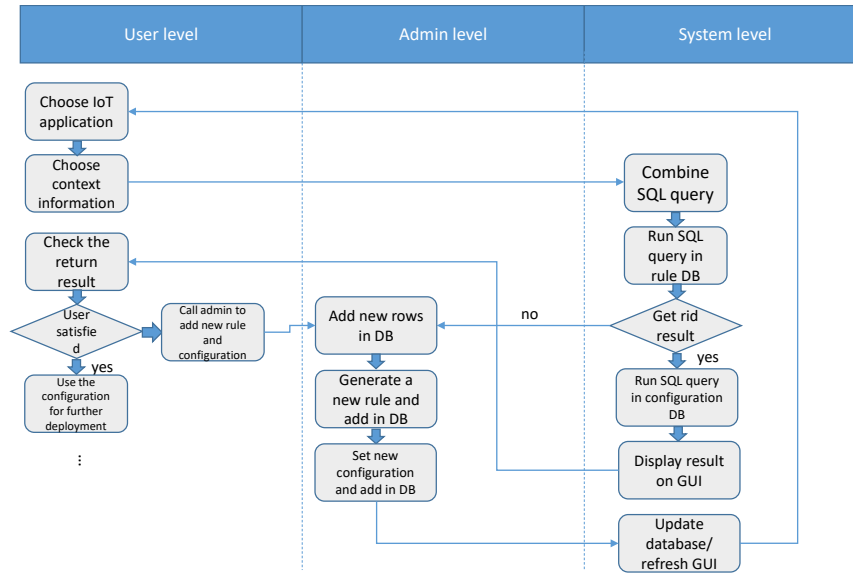 User level
Admin level
System level
Choose IoT
application
Choose
context
information
Combine
SQL query
Check the
return
result
Run SQL
query in
rule DB
User
satisfie
d
Call admin to
add new rule
and
configuration
Add new rows
in DB
no
Get rid
result
yes
yes
Use the
configuration
for further
deployment
Generate a
new rule and
add in DB
Run SQL query
in configuration
DB
...
Set new
configuration
and add in DB
Display result
on GUI
Update
database/
refresh GUI